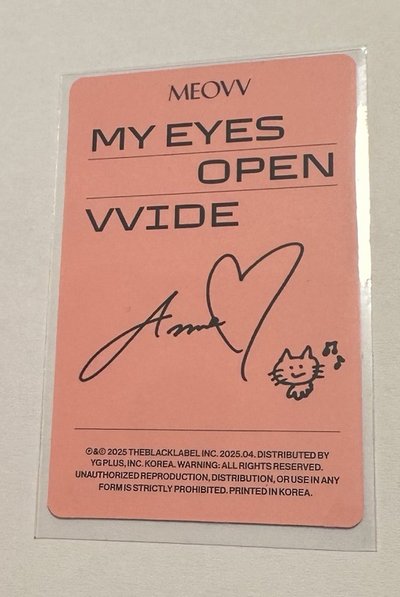 MEOVV
MY EYES
OPEN
VVIDE
Anna
℗&© 2025 THEBLACKLABEL INC. 2025.04. DISTRIBUTED BY
YG PLUS, INC. KOREA. WARNING: ALL RIGHTS RESERVED.
UNAUTHORIZED REPRODUCTION, DISTRIBUTION, OR USE IN ANY
FORM IS STRICTLY PROHIBITED. PRINTED IN KOREA.